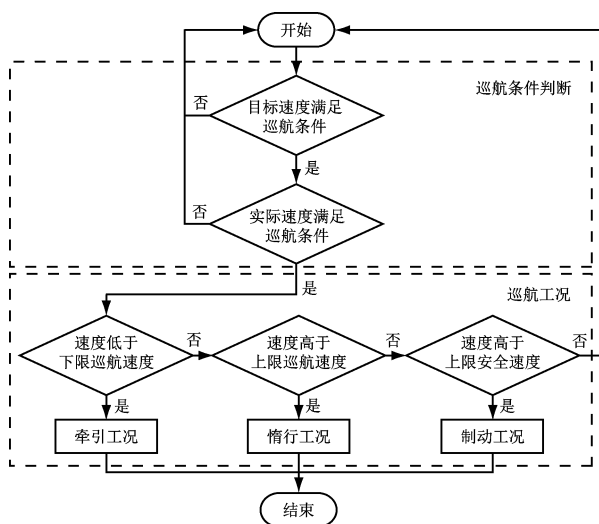 开始
巡航条件判断
否
目标速度满足
巡航条件
是
否
实际速度满足
巡航条件
是
巡航工况
速度低于
下限巡航速度
否
速度高于
上限巡航速度
否
速度高于
上限安全速度
否
是
是
是
牵引工况
惰行工况
制动工况
结束